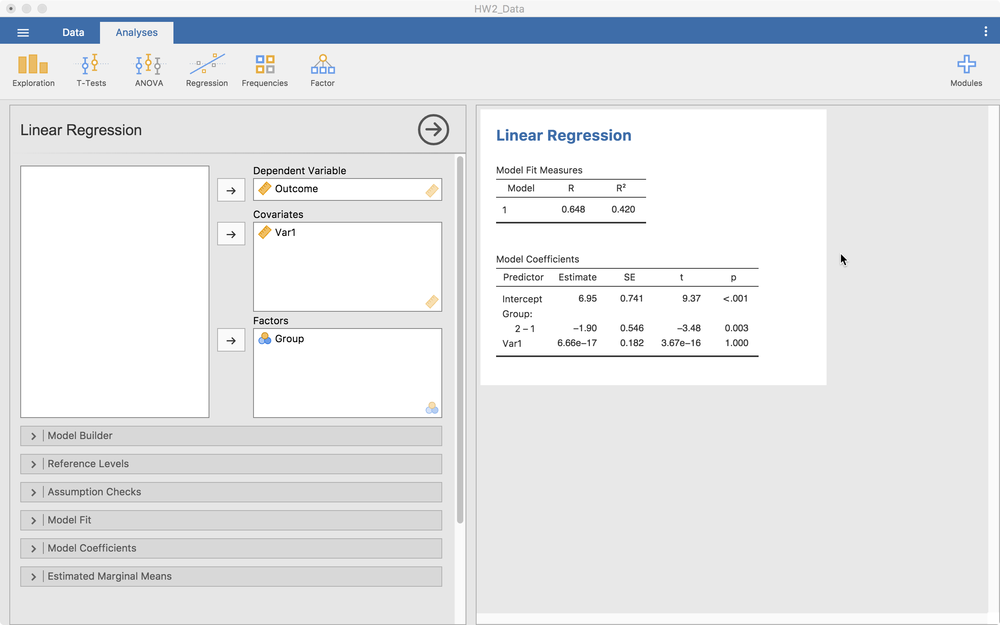 HW2_Data
Data Analyses
Exploration T-Tests ANOVA Regression Frequencies Factor Modules
Linear Regression
Dependent Variable
Outcome
Covariates
Var1
Factors
Group
Model Builder
Reference Levels
Assumption Checks
Model Fit
Model Coefficients
Estimated Marginal Means
Linear Regression
Model Fit Measures
Model R R²
1 0.648 0.420
Model Coefficients
Predictor Estimate SE t p
Intercept 6.95 0.741 9.37 <.001
Group:
2 – 1 –1.90 0.546 –3.48 0.003
Var1 6.66e–17 0.182 3.67e–16 1.000